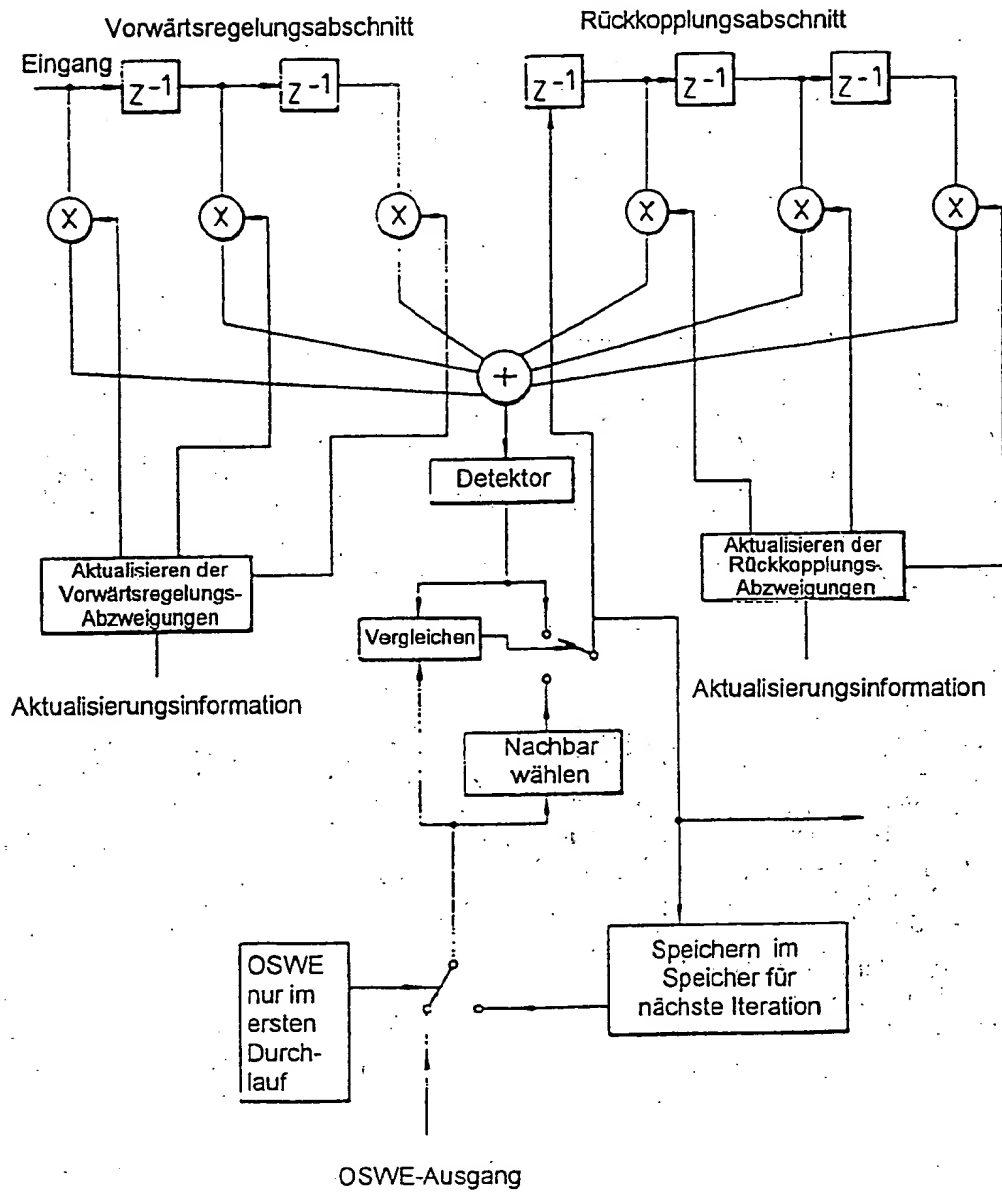 Vorwärtsregelungsabschnitt
Rückkopplungsabschnitt
Eingang
Z⁻¹
Z⁻¹
Z⁻¹
Z⁻¹
Z⁻¹
X
X
X
X
X
X
+
Detektor
Aktualisieren der
Vorwärtsregelungs-
Abzweigungen
Aktualisieren der
Rückkopplungs-
Abzweigungen
Vergleichen
Aktualisierungsinformation
Aktualisierungsinformation
Nachbar
wählen
OSWE
nur im
ersten
Durch-
lauf
Speichern im
Speicher für
nächste Iteration
OSWE-Ausgang